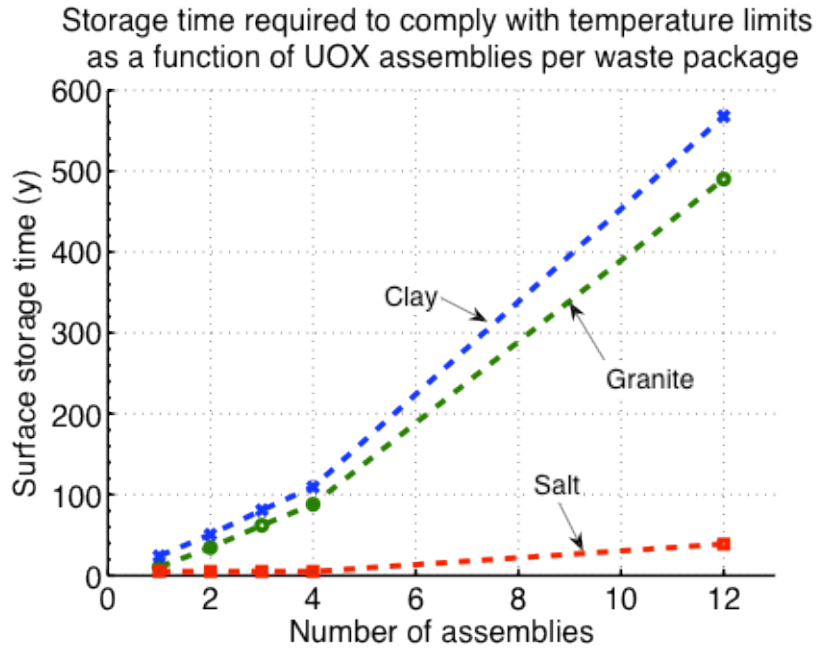 Storage time required to comply with temperature limits
as a function of UOX assemblies per waste package
600
500
400
300
200
100
0
Surface storage time (y)
Clay
Granite
Salt
0 2 4 6 8 10 12
Number of assemblies